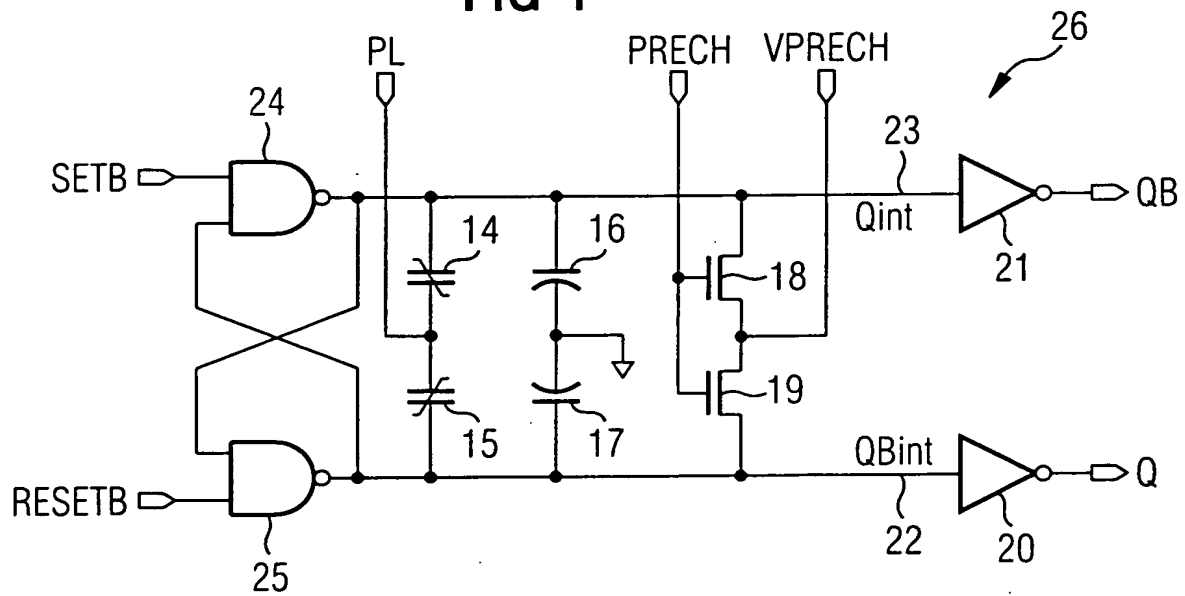 PL
PRECH VPRECH
26
24
SETB
23
QB
Qint
14
16
18
21
19
15
17
QBint
RESETB
Q
22
20
25